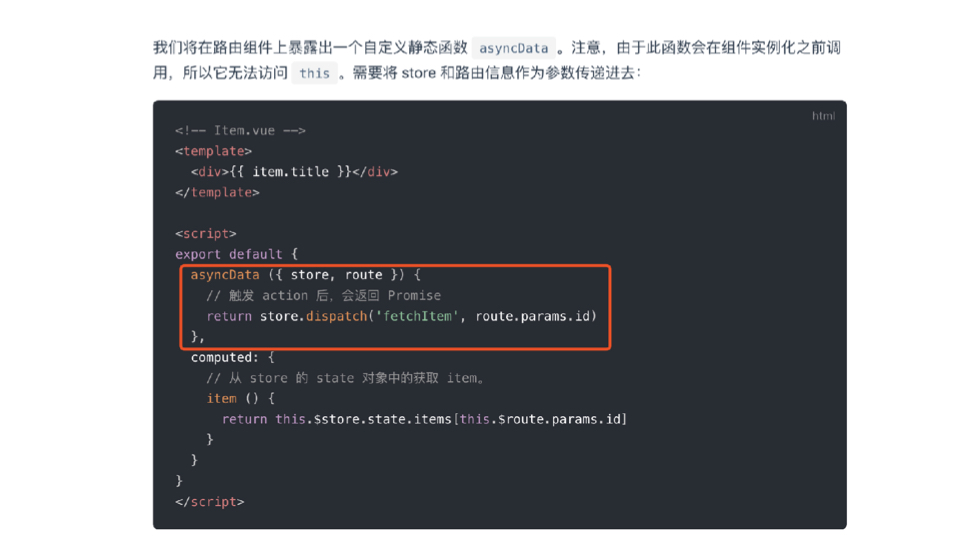 我们将在路由组件上暴露出一个自定义静态函数 asyncData 。注意，由于此函数会在组件实例化之前调
用，所以它无法访问 this 。需要将 store 和路由信息作为参数传递进去：
html
<!-- Item.vue -->
<template>
  <div>{{ item.title }}</div>
</template>

<script>
export default {
  asyncData ({ store, route }) {
    // 触发 action 后，会返回 Promise
    return store.dispatch('fetchItem', route.params.id)
  },
  computed: {
    // 从 store 的 state 对象中的获取 item。
    item () {
      return this.$store.state.items[this.$route.params.id]
    }
  }
}
</script>